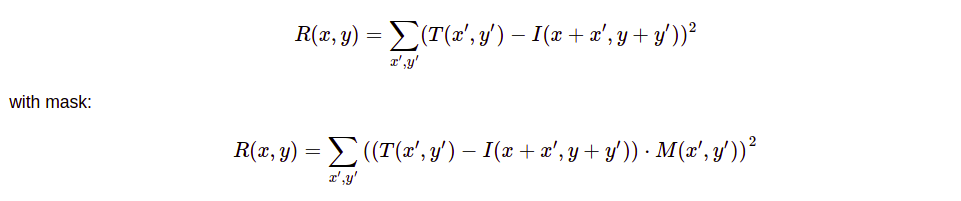 R(x, y) = ∑(T(x′, y′) − I(x + x′, y + y′))²
x′,y′
with mask:
R(x, y) = ∑ ((T(x′, y′) − I(x + x′, y + y′)) · M(x′, y′))²
x′,y′